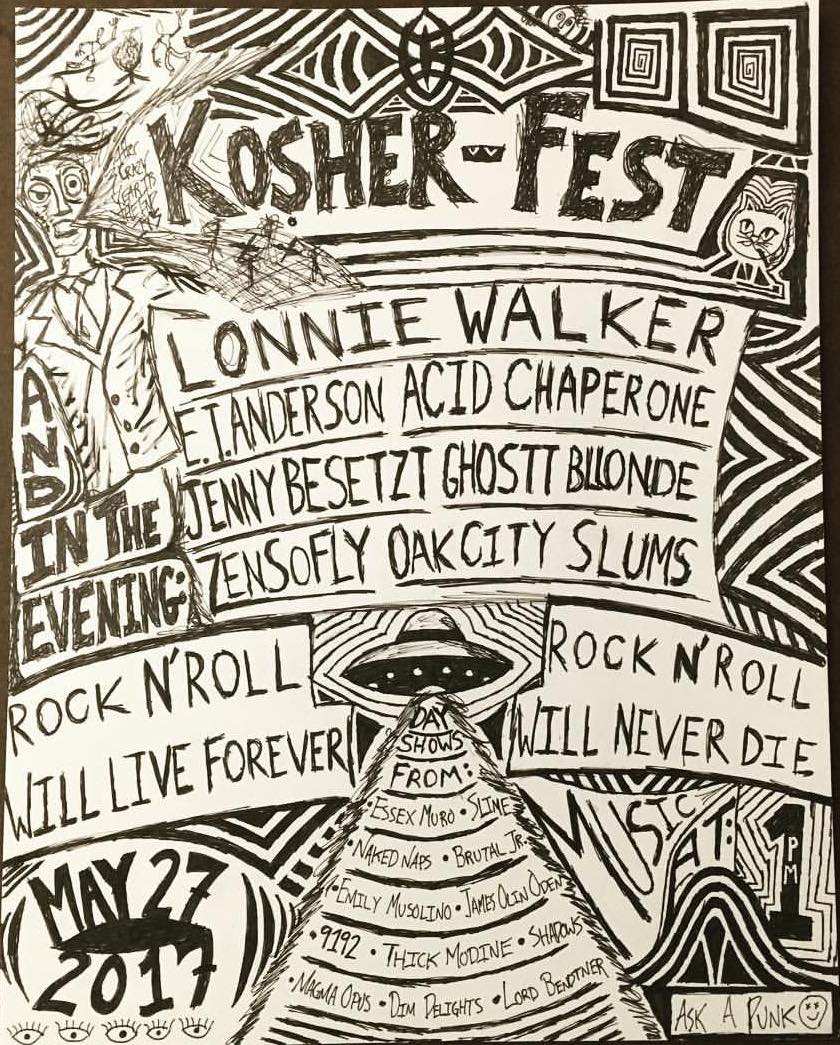 KOSHER-FEST
LONNIE WALKER
E.T.ANDERSON ACID CHAPERONE
JENNY BESETZT GHOSTT BLLONDE
ZENSOFLY OAK CITY SLUMS
AND
IN THE
EVENING:
ROCK N'ROLL
WILL LIVE FOREVER
ROCK N'ROLL
WILL NEVER DIE
DAY
SHOWS
FROM:
•ESSEX MURO •SLINE
•NAKED NAPS •BRUTAL JR.
•EMILY MUSOLINO •JAMES OLIN ODEN
•9192 •THICK MODINE •SHADOWS
•MAGMA OPUS •DIM DELIGHTS •LORD BENDTNER
MUSIC
AT:
1
PM
MAY 27
2017
ASK A PUNK